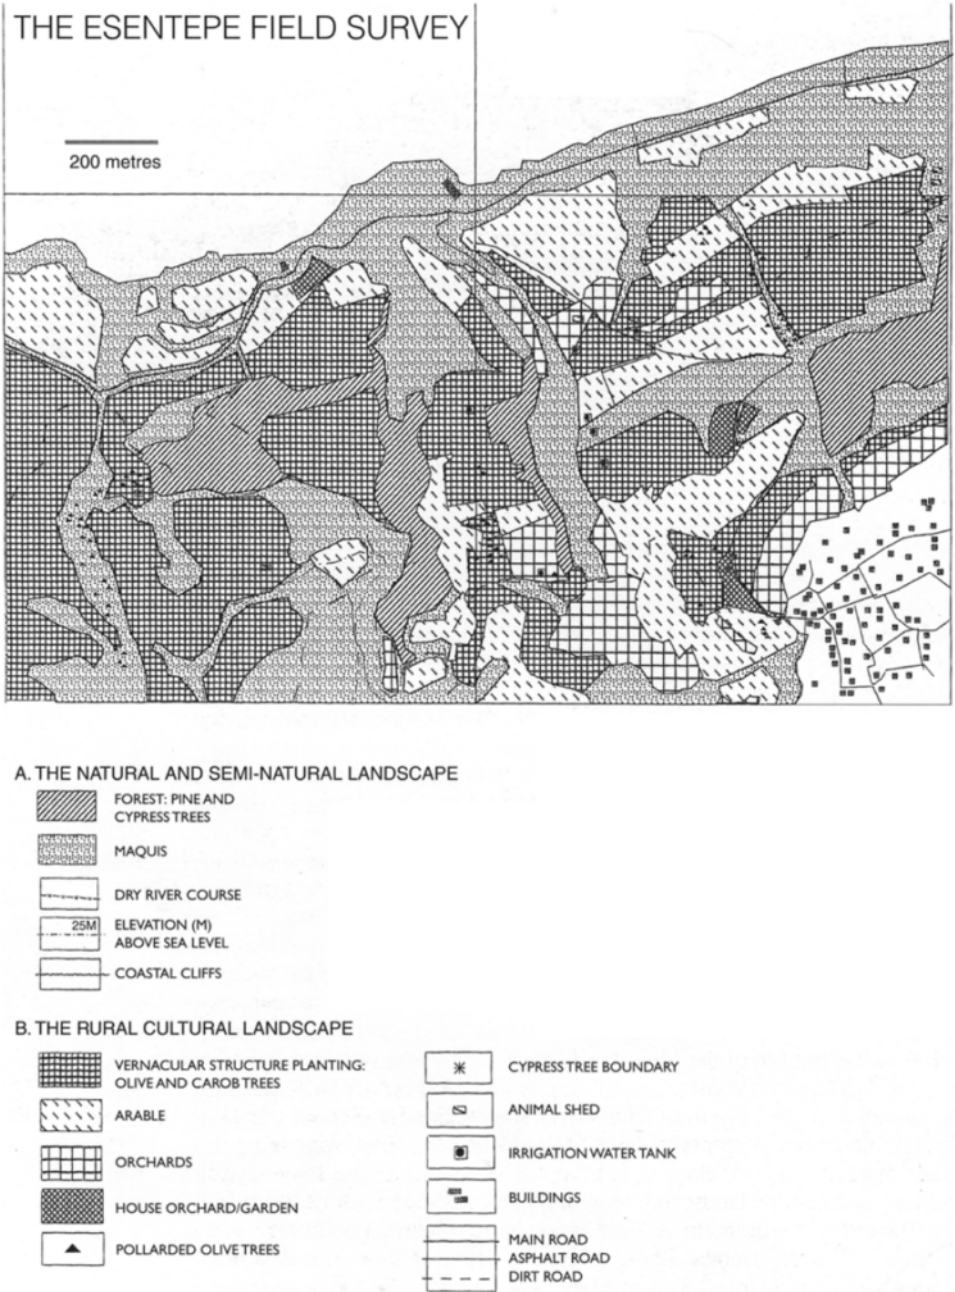 THE ESENTEPE FIELD SURVEY
200 metres
A. THE NATURAL AND SEMI-NATURAL LANDSCAPE
FOREST: PINE AND
CYPRESS TREES
MAQUIS
DRY RIVER COURSE
25M
ELEVATION (M)
ABOVE SEA LEVEL
COASTAL CLIFFS
B. THE RURAL CULTURAL LANDSCAPE
VERNACULAR STRUCTURE PLANTING:
OLIVE AND CAROB TREES
ARABLE
ORCHARDS
HOUSE ORCHARD/GARDEN
POLLARDED OLIVE TREES
CYPRESS TREE BOUNDARY
ANIMAL SHED
IRRIGATION WATER TANK
BUILDINGS
MAIN ROAD
ASPHALT ROAD
DIRT ROAD